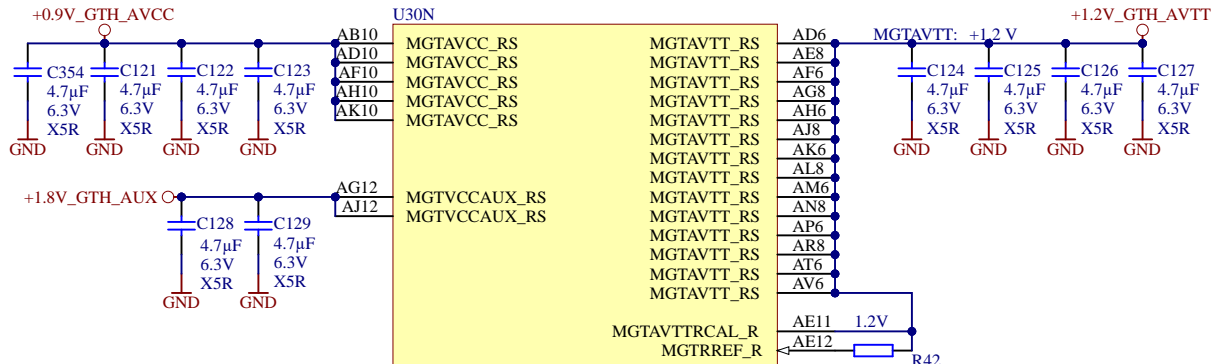 +0.9V_GTH_AVCC
U30N
+1.2V_GTH_AVTT
AB10 MGTAVCC_RS MGTAVTT_RS AD6 MGTAVTT: +1.2 V
AD10 MGTAVCC_RS MGTAVTT_RS AE8
AF10 MGTAVCC_RS MGTAVTT_RS AF6
AH10 MGTAVCC_RS MGTAVTT_RS AG8
AK10 MGTAVCC_RS MGTAVTT_RS AH6
MGTAVTT_RS AJ8
MGTAVTT_RS AK6
MGTAVTT_RS AL8
AG12 MGTVCCAUX_RS MGTAVTT_RS AM6
AJ12 MGTVCCAUX_RS MGTAVTT_RS AN8
MGTAVTT_RS AP6
MGTAVTT_RS AR8
MGTAVTT_RS AT6
MGTAVTT_RS AV6
MGTAVTTRCAL_R AE11 1.2V
MGTRREF_R AE12
R42
C354 C121 C122 C123
4.7µF 4.7µF 4.7µF 4.7µF
6.3V 6.3V 6.3V 6.3V
X5R X5R X5R X5R
GND GND GND GND
C124 C125 C126 C127
4.7µF 4.7µF 4.7µF 4.7µF
6.3V 6.3V 6.3V 6.3V
X5R X5R X5R X5R
GND GND GND GND
+1.8V_GTH_AUX
C128 C129
4.7µF 4.7µF
6.3V 6.3V
X5R X5R
GND GND